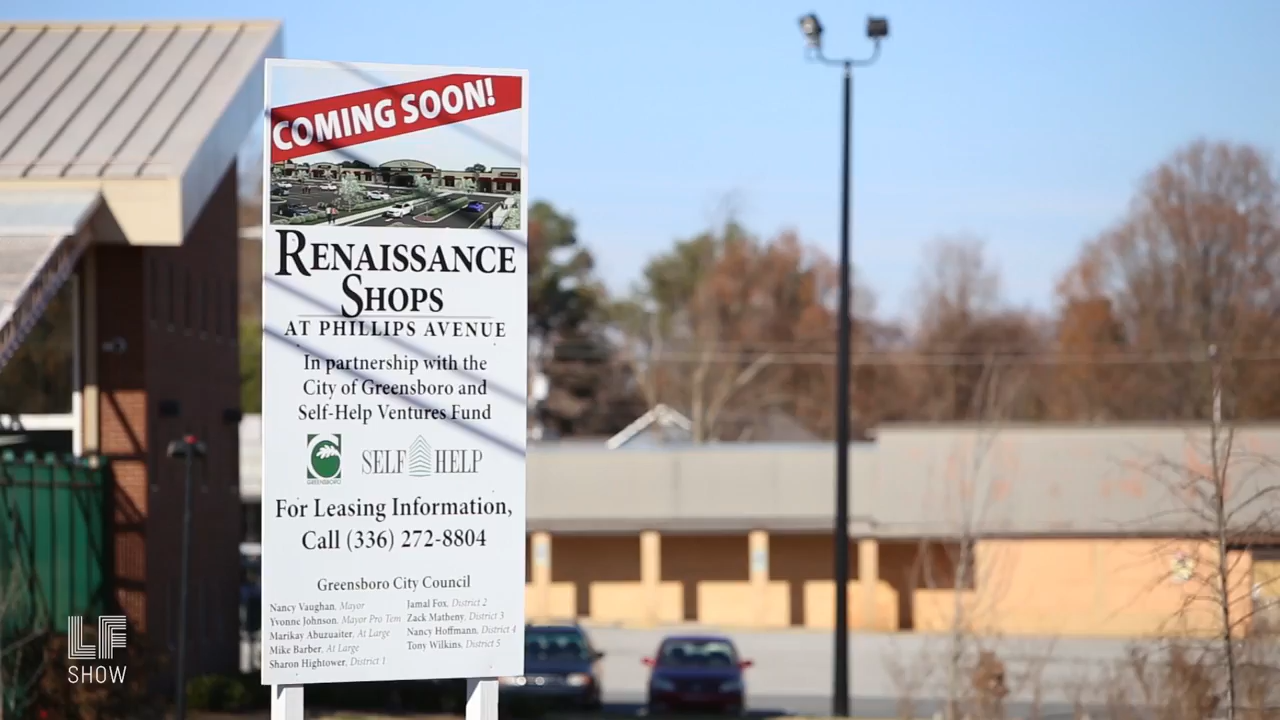 COMING SOON!
RENAISSANCE
SHOPS
AT PHILLIPS AVENUE
In partnership with the
City of Greensboro and
Self-Help Ventures Fund
GREENSBORO
SELF HELP
For Leasing Information,
Call (336) 272-8804
Greensboro City Council
Nancy Vaughan, Mayor
Yvonne Johnson, Mayor Pro Tem
Marikay Abuzuaiter, At Large
Mike Barber, At Large
Sharon Hightower, District 1
Jamal Fox, District 2
Zack Matheny, District 3
Nancy Hoffmann, District 4
Tony Wilkins, District 5
LF
SHOW